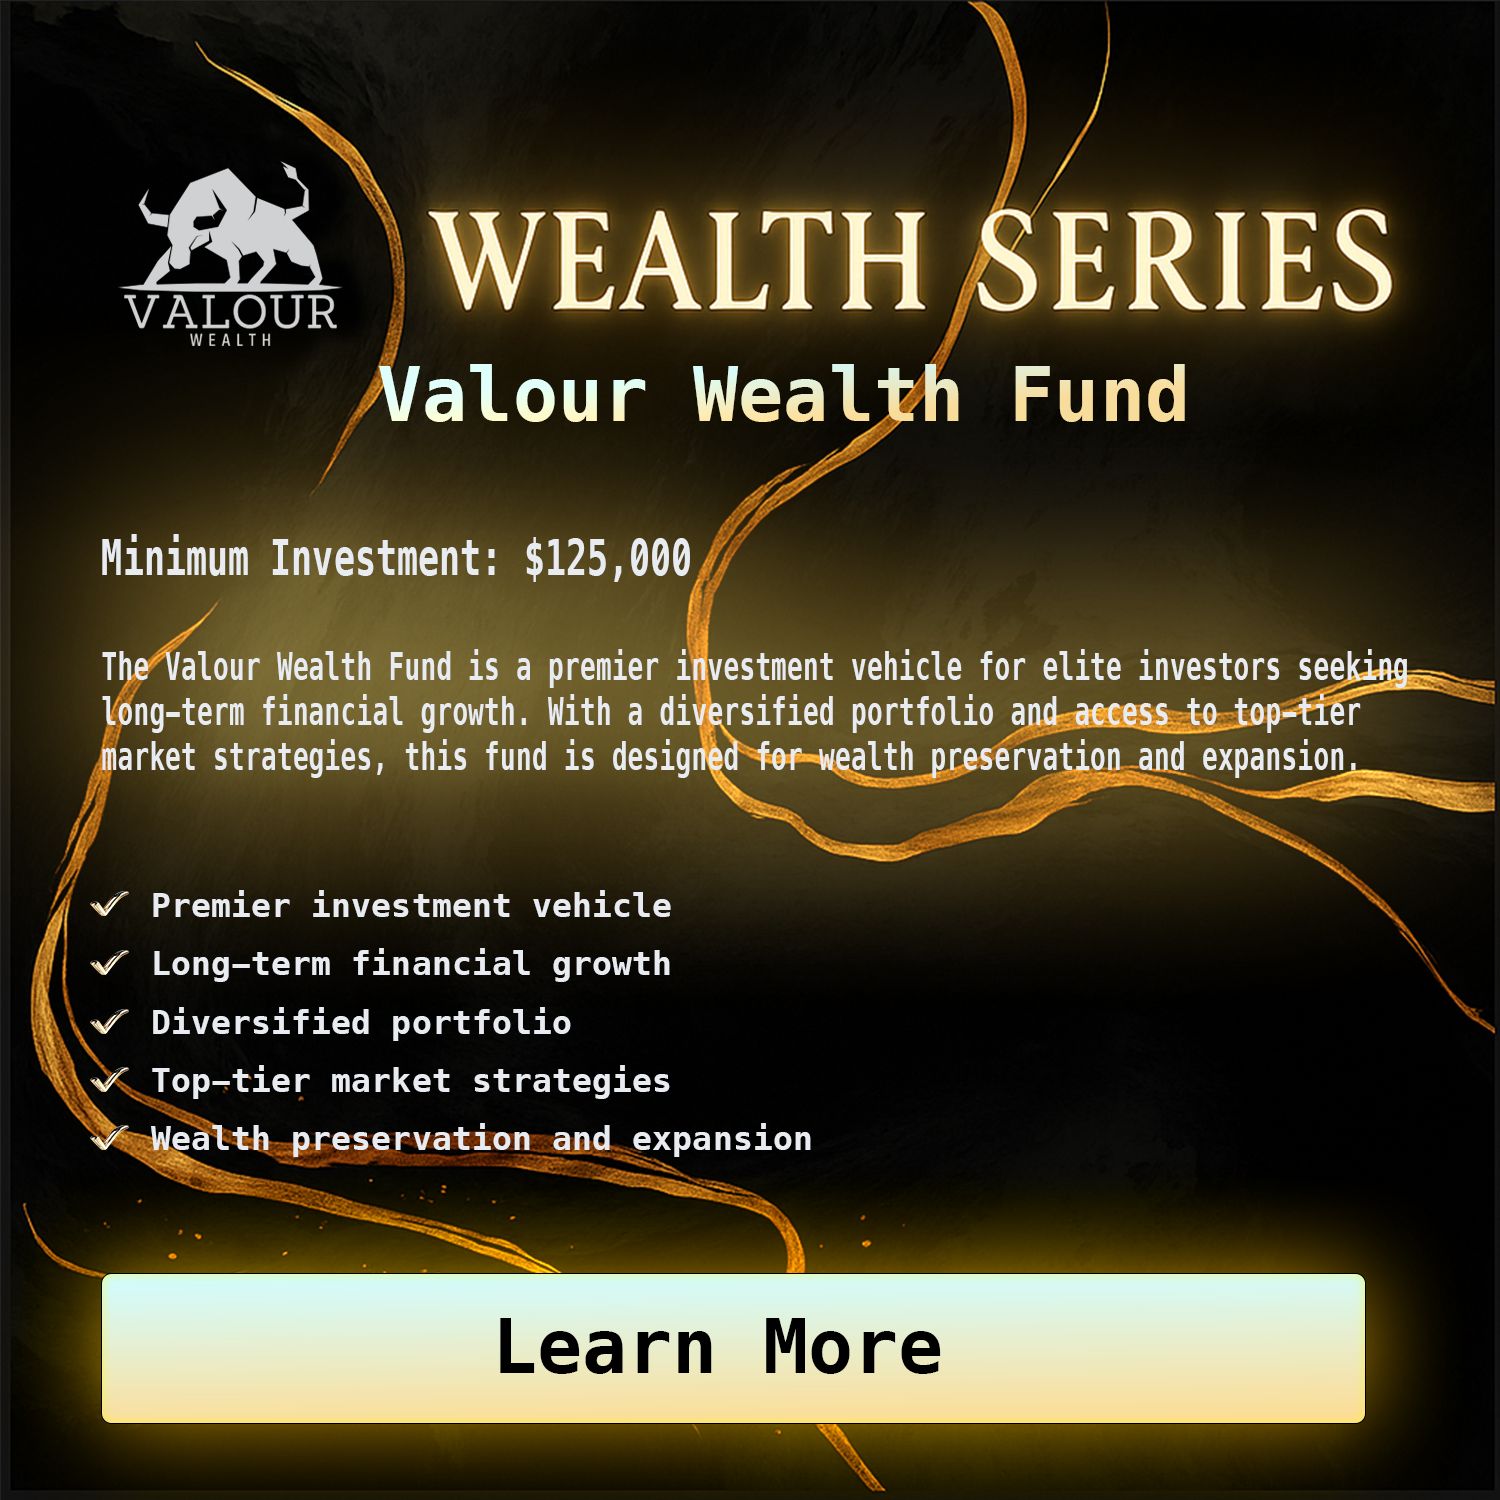 VALOUR
WEALTH
WEALTH SERIES
Valour Wealth Fund
Minimum Investment: $125,000
The Valour Wealth Fund is a premier investment vehicle for elite investors seeking
long–term financial growth. With a diversified portfolio and access to top–tier
market strategies, this fund is designed for wealth preservation and expansion.
Premier investment vehicle
Long–term financial growth
Diversified portfolio
Top–tier market strategies
Wealth preservation and expansion
Learn More